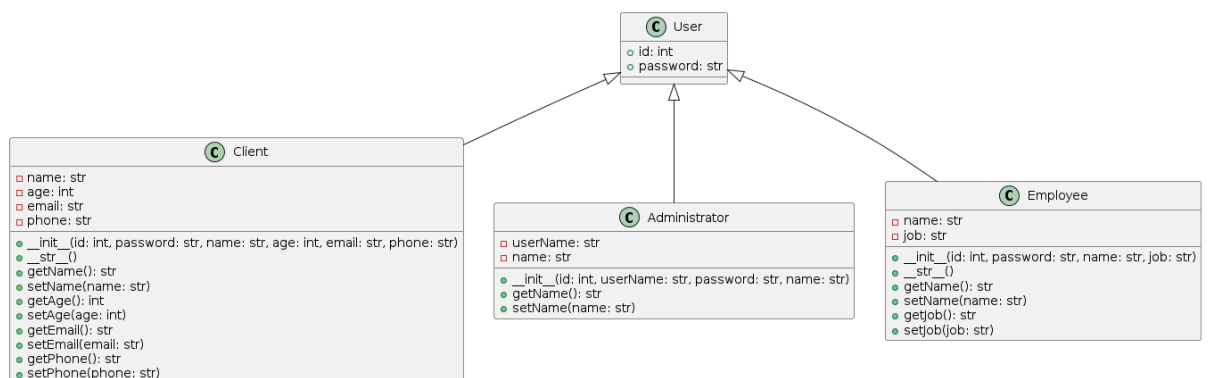 C User
id: int
password: str
C Client
name: str
age: int
email: str
phone: str
__init__(id: int, password: str, name: str, age: int, email: str, phone: str)
__str__()
getName(): str
setName(name: str)
getAge(): int
setAge(age: int)
getEmail(): str
setEmail(email: str)
getPhone(): str
setPhone(phone: str)
C Administrator
userName: str
name: str
__init__(id: int, userName: str, password: str, name: str)
getName(): str
setName(name: str)
C Employee
name: str
job: str
__init__(id: int, password: str, name: str, job: str)
__str__()
getName(): str
setName(name: str)
getJob(): str
setJob(job: str)